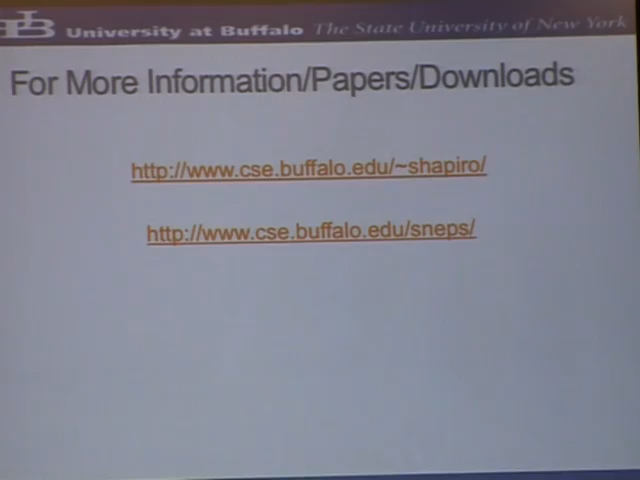 UB University at Buffalo The State University of New York
For More Information/Papers/Downloads
http://www.cse.buffalo.edu/~shapiro/
http://www.cse.buffalo.edu/sneps/